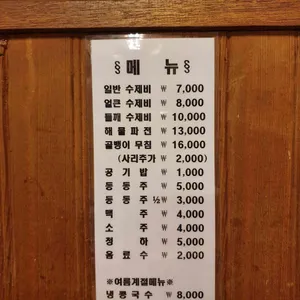 §메 뉴§
일반 수제비 ₩ 7,000
얼큰 수제비 ₩ 8,000
들깨 수제비 ₩ 10,000
해 물 파 전 ₩ 13,000
골뱅이 무침 ₩ 16,000
(사리추가 ₩ 2,000)
공 기 밥 ₩ 1,000
동 동 주 ₩ 5,000
동 동 주 ½ ₩ 3,000
맥 주 ₩ 4,000
소 주 ₩ 4,000
청 하 ₩ 5,000
음 료 수 ₩ 2,000
※여름계절메뉴※
냉 콩 국 수 ₩ 8,000